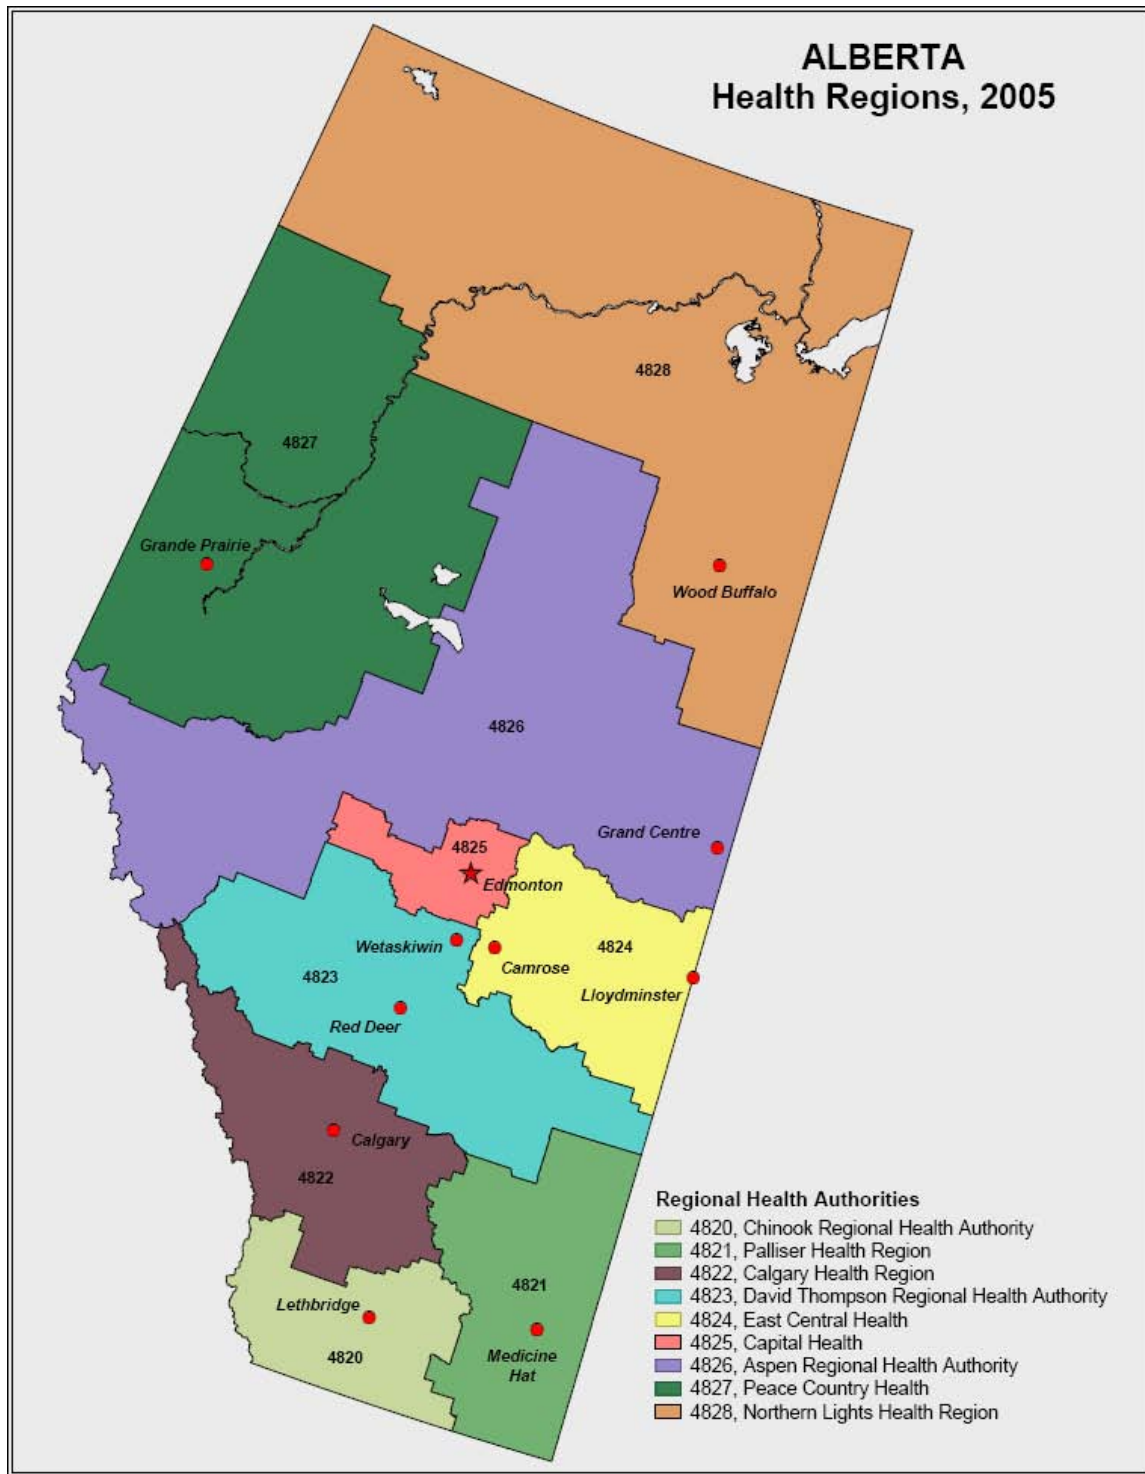 ALBERTA
Health Regions, 2005
4828
4827
Grande Prairie
Wood Buffalo
4826
Grand Centre
4825
Edmonton
Wetaskiwin
4824
Camrose
4823
Lloydminster
Red Deer
Calgary
4822
Regional Health Authorities
4820, Chinook Regional Health Authority
4821, Palliser Health Region
4822, Calgary Health Region
4823, David Thompson Regional Health Authority
4824, East Central Health
4825, Capital Health
4826, Aspen Regional Health Authority
4827, Peace Country Health
4828, Northern Lights Health Region
4821
Lethbridge
4820
Medicine
Hat